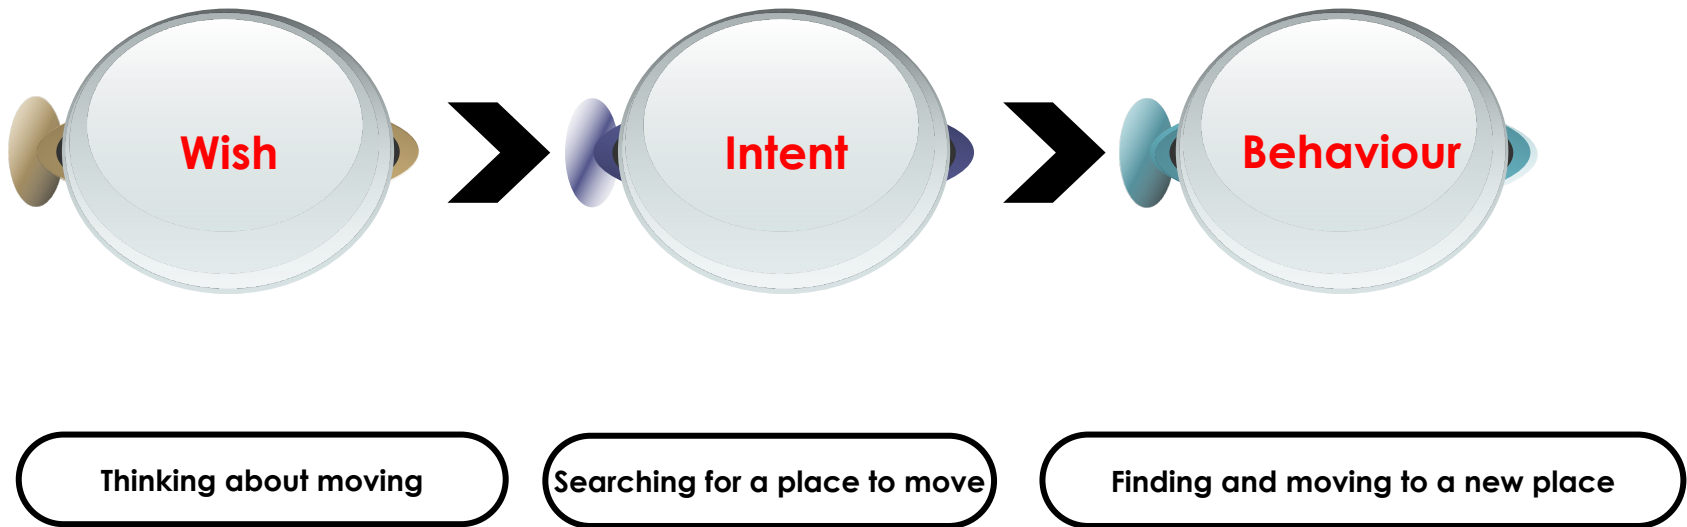 Wish
Intent
Behaviour
Thinking about moving
Searching for a place to move
Finding and moving to a new place